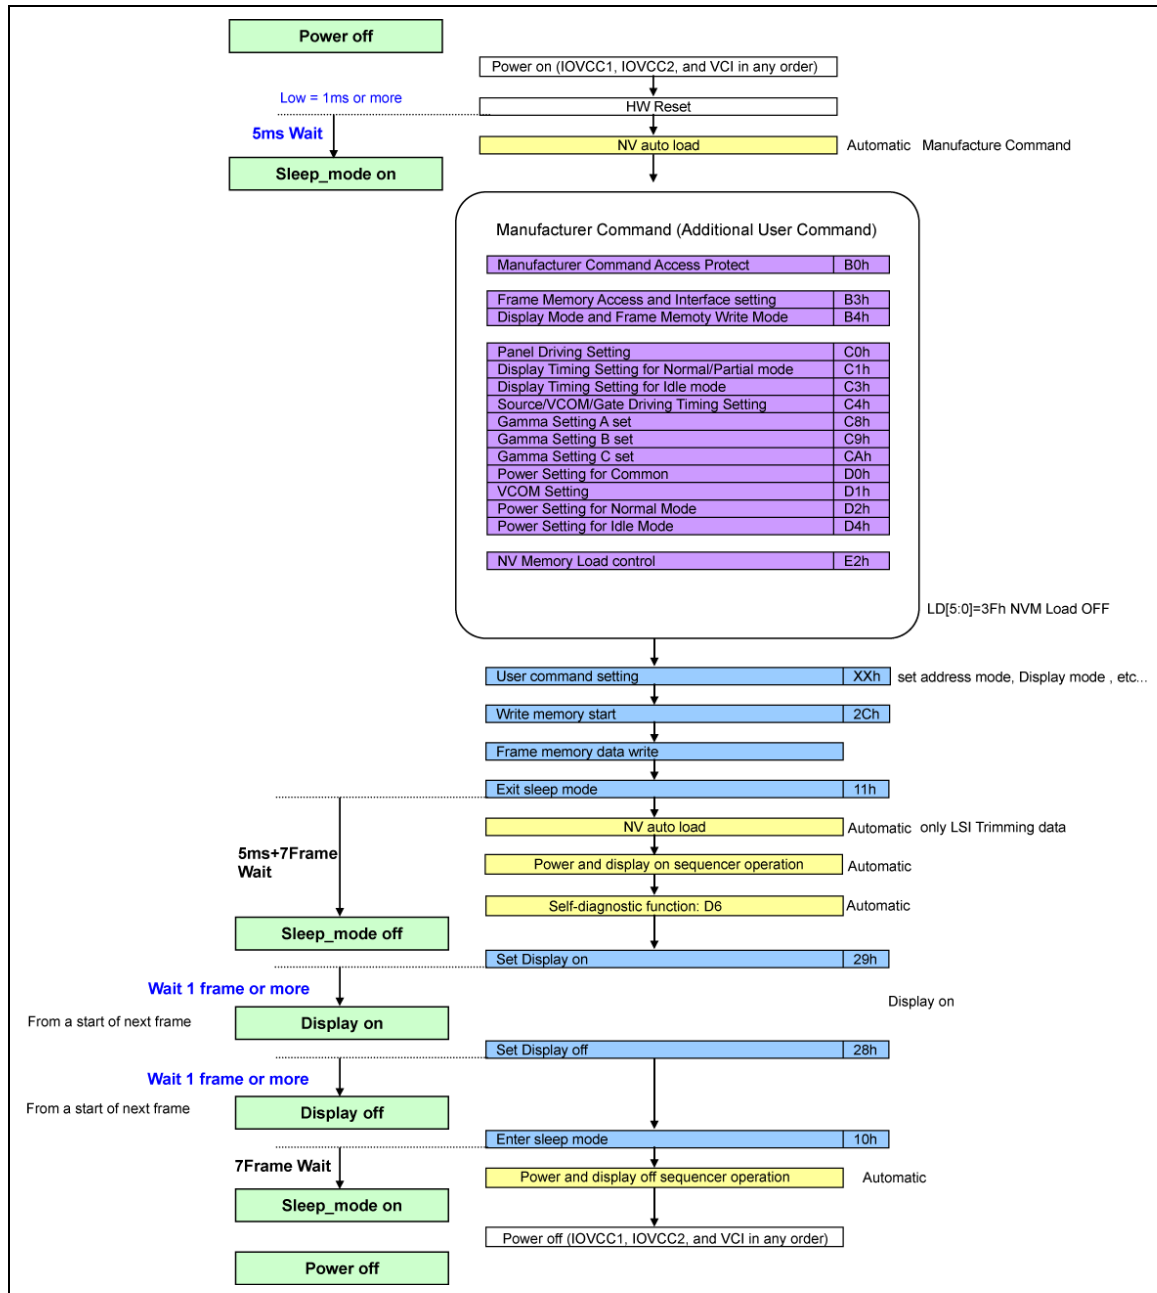 Power off
Power on (IOVCC1, IOVCC2, and VCI in any order)
Low = 1ms or more
HW Reset
5ms Wait
NV auto load
Automatic Manufacture Command
Sleep_mode on
Manufacturer Command (Additional User Command)
Manufacturer Command Access Protect B0h
Frame Memory Access and Interface setting B3h
Display Mode and Frame Memoty Write Mode B4h
Panel Driving Setting C0h
Display Timing Setting for Normal/Partial mode C1h
Display Timing Setting for Idle mode C3h
Source/VCOM/Gate Driving Timing Setting C4h
Gamma Setting A set C8h
Gamma Setting B set C9h
Gamma Setting C set CAh
Power Setting for Common D0h
VCOM Setting D1h
Power Setting for Normal Mode D2h
Power Setting for Idle Mode D4h
NV Memory Load control E2h
LD[5:0]=3Fh NVM Load OFF
User command setting XXh
set address mode, Display mode , etc...
Write memory start 2Ch
Frame memory data write
Exit sleep mode 11h
NV auto load
Automatic only LSI Trimming data
5ms+7Frame
Wait
Power and display on sequencer operation
Automatic
Self-diagnostic function: D6
Automatic
Sleep_mode off
Set Display on 29h
Wait 1 frame or more
Display on
From a start of next frame
Display on
Set Display off 28h
Wait 1 frame or more
From a start of next frame
Display off
Enter sleep mode 10h
7Frame Wait
Power and display off sequencer operation
Automatic
Sleep_mode on
Power off (IOVCC1, IOVCC2, and VCI in any order)
Power off